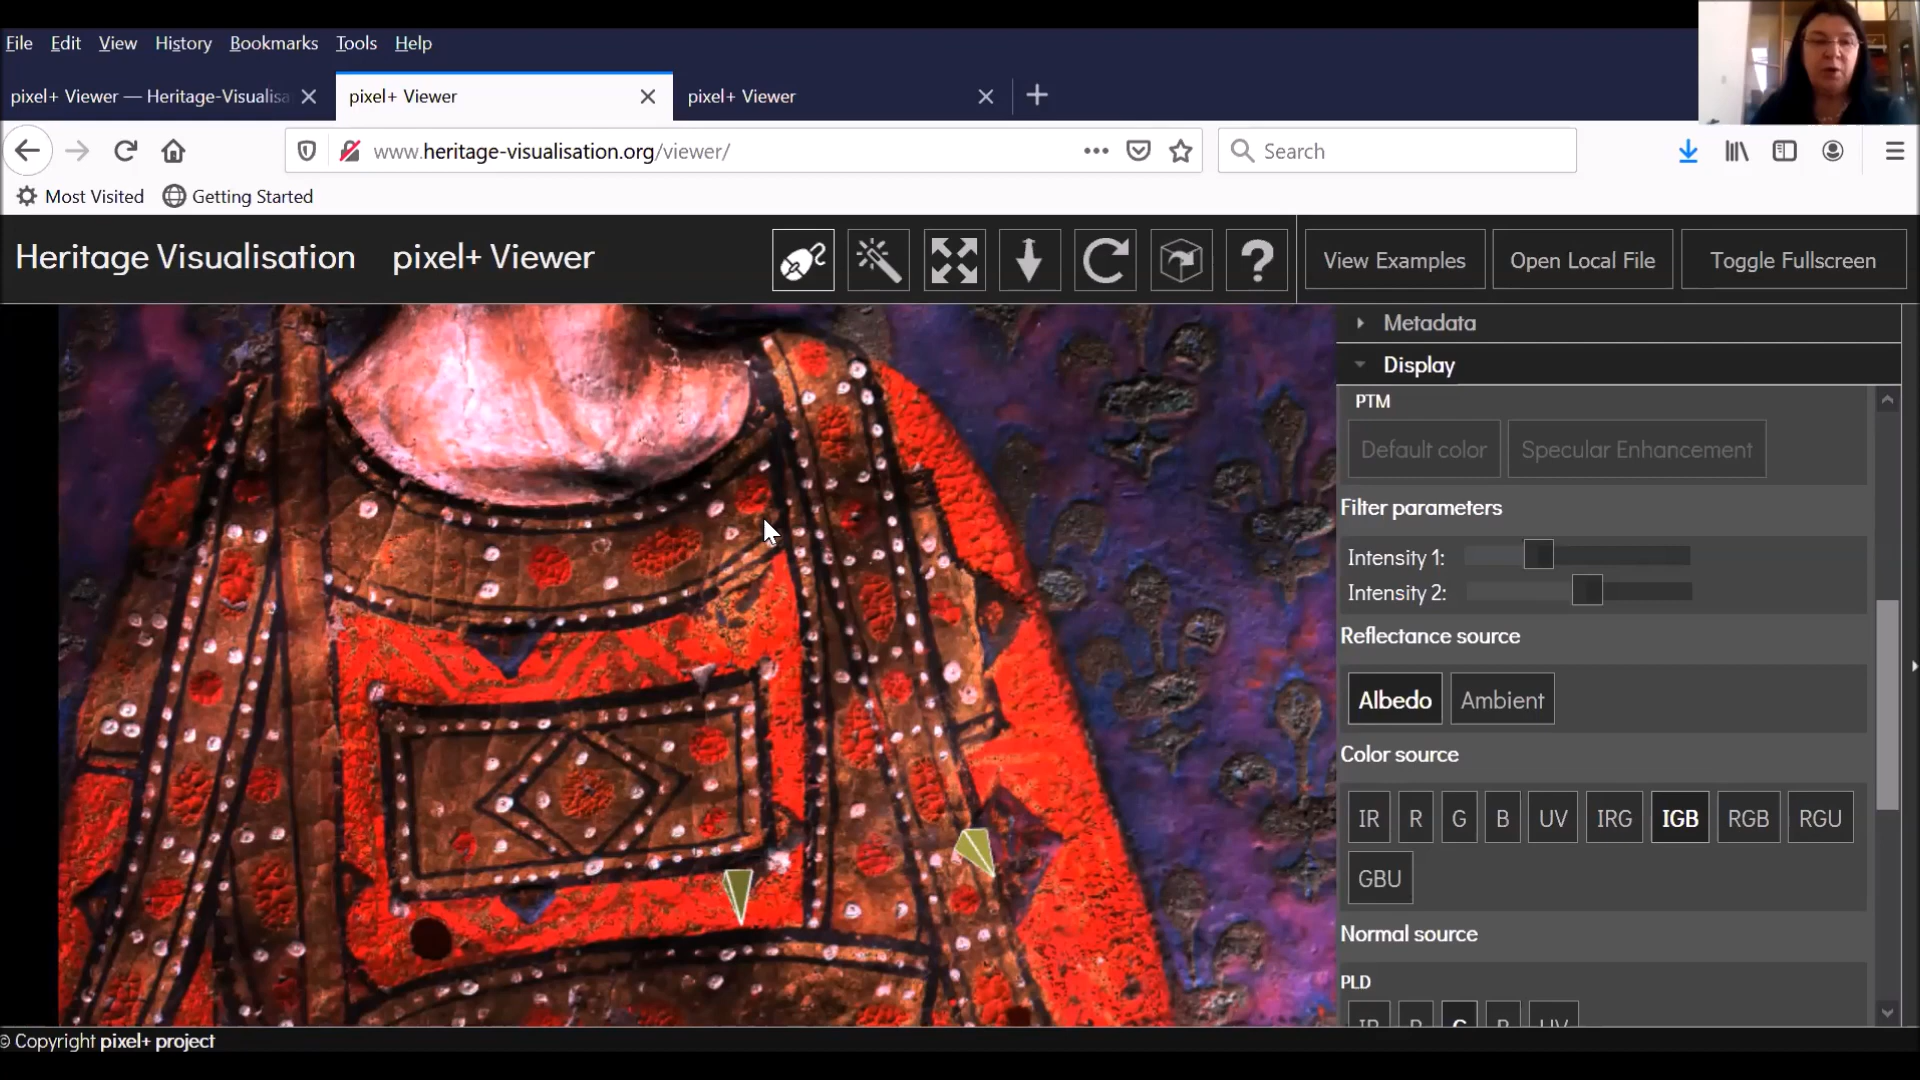 File Edit View History Bookmarks Tools Help
pixel+ Viewer — Heritage-Visualisa
pixel+ Viewer
pixel+ Viewer
www.heritage-visualisation.org/viewer/
Search
Most Visited Getting Started
Heritage Visualisation pixel+ Viewer
?
View Examples Open Local File Toggle Fullscreen
Metadata
Display
PTM
Default color Specular Enhancement
Filter parameters
Intensity 1:
Intensity 2:
Reflectance source
Albedo Ambient
Color source
IR R G B UV IRG IGB RGB RGU
GBU
Normal source
PLD
IR R G B UV
© Copyright pixel+ project